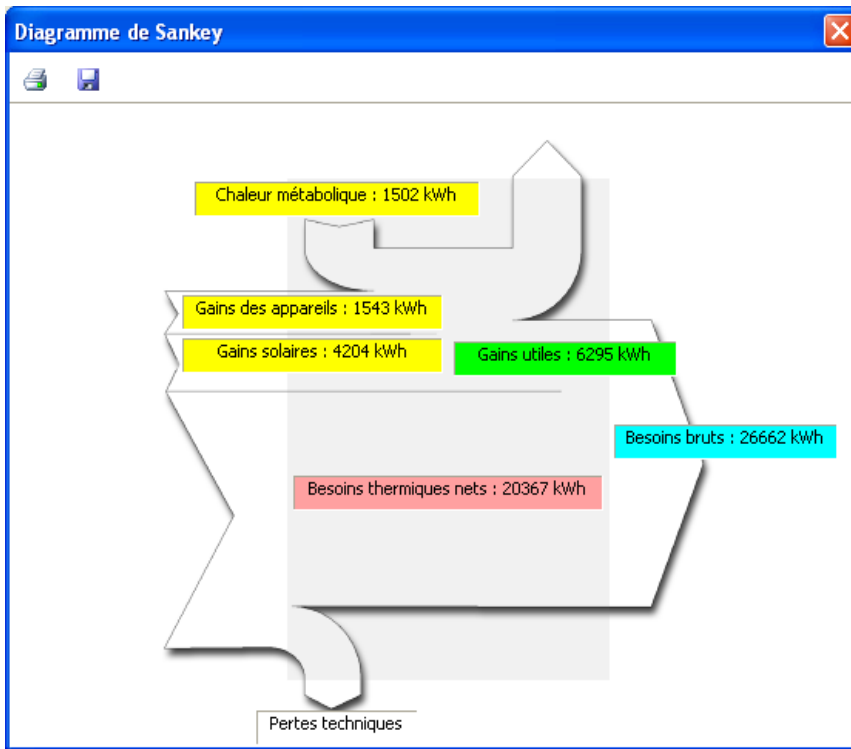 Diagramme de Sankey
Chaleur métabolique : 1502 kWh
Gains des appareils : 1543 kWh
Gains solaires : 4204 kWh
Gains utiles : 6295 kWh
Besoins bruts : 26662 kWh
Besoins thermiques nets : 20367 kWh
Pertes techniques